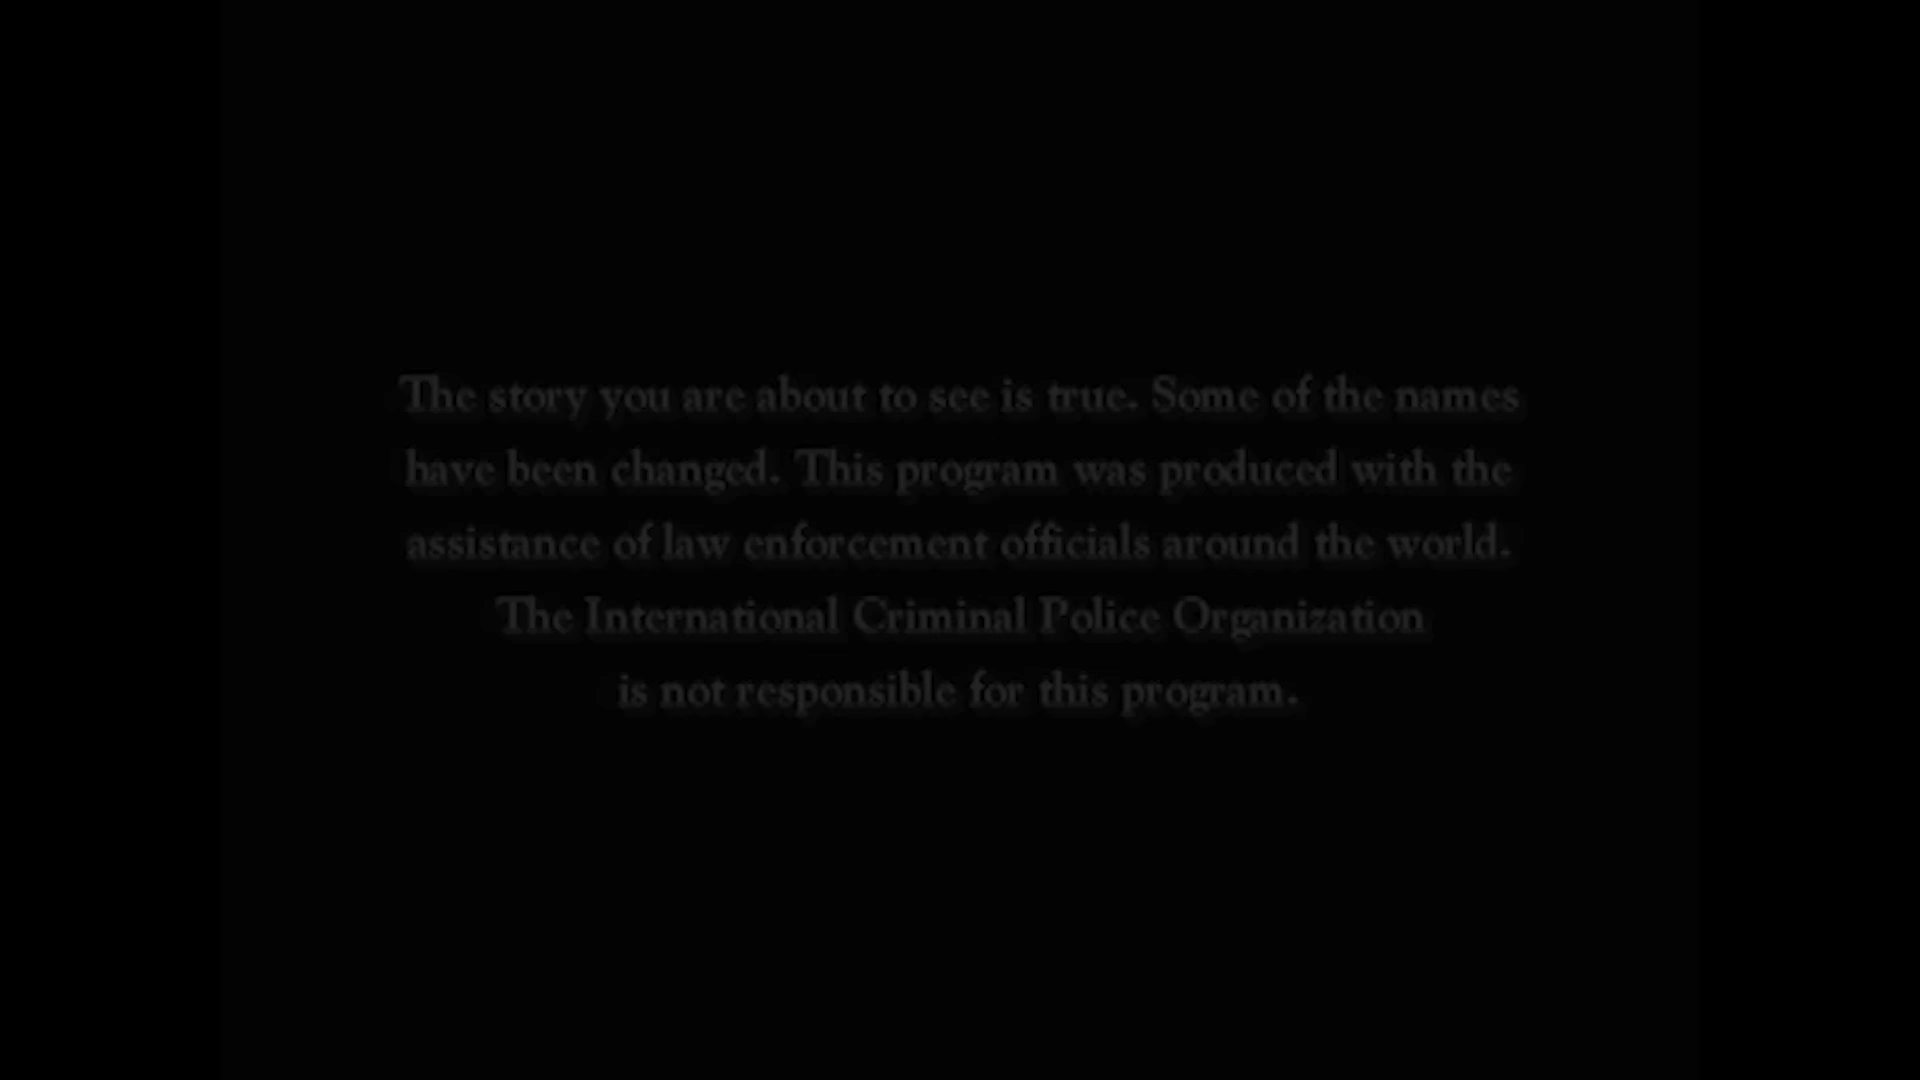 The story you are about to see is true. Some of the names
have been changed. This program was produced with the
assistance of law enforcement officials around the world.
The International Criminal Police Organization
is not responsible for this program.